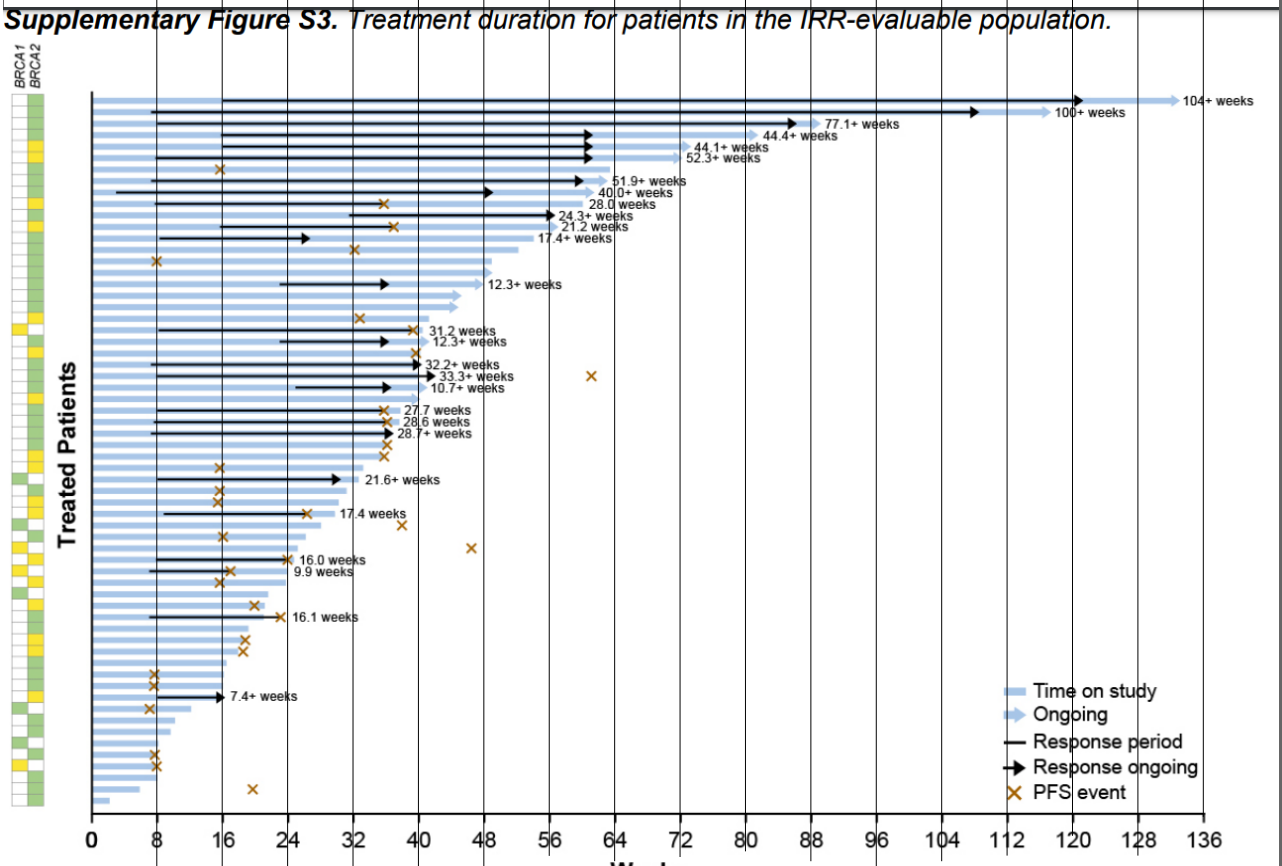 Supplementary Figure S3. Treatment duration for patients in the IRR-evaluable population.
BRCA1
BRCA2
104+ weeks
100+ weeks
77.1+ weeks
44.4+ weeks
44.1+ weeks
52.3+ weeks
51.9+ weeks
40.0+ weeks
28.0 weeks
24.3+ weeks
21.2 weeks
17.4+ weeks
12.3+ weeks
31.2 weeks
12.3+ weeks
32.2+ weeks
33.3+ weeks
10.7+ weeks
27.7 weeks
28.6 weeks
28.7+ weeks
21.6+ weeks
17.4 weeks
16.0 weeks
9.9 weeks
16.1 weeks
7.4+ weeks
Treated Patients
Time on study
Ongoing
Response period
Response ongoing
PFS event
0 8 16 24 32 40 48 56 64 72 80 88 96 104 112 120 128 136